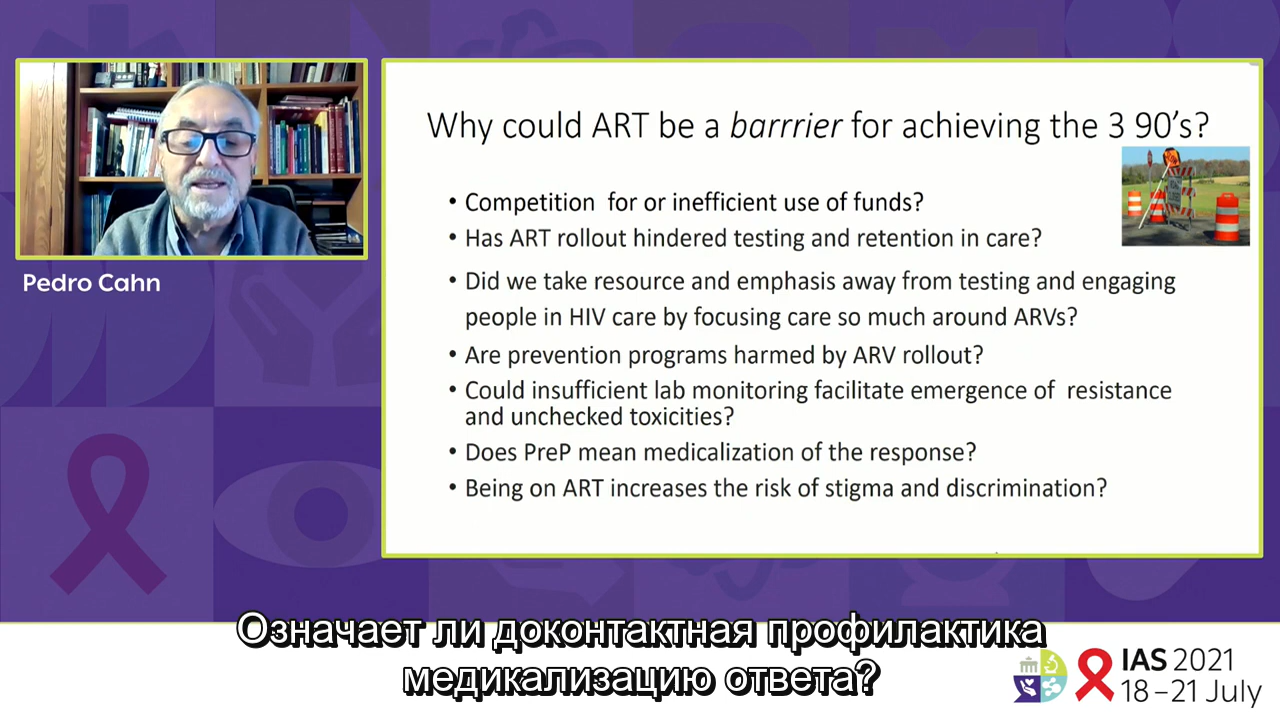 Why could ART be a barrrier for achieving the 3 90's?
• Competition for or inefficient use of funds?
• Has ART rollout hindered testing and retention in care?
• Did we take resource and emphasis away from testing and engaging
people in HIV care by focusing care so much around ARVs?
• Are prevention programs harmed by ARV rollout?
• Could insufficient lab monitoring facilitate emergence of resistance
and unchecked toxicities?
• Does PreP mean medicalization of the response?
• Being on ART increases the risk of stigma and discrimination?
Pedro Cahn
Означает ли доконтактная профилактика
медикализацию ответа?
IAS 2021
18–21 July